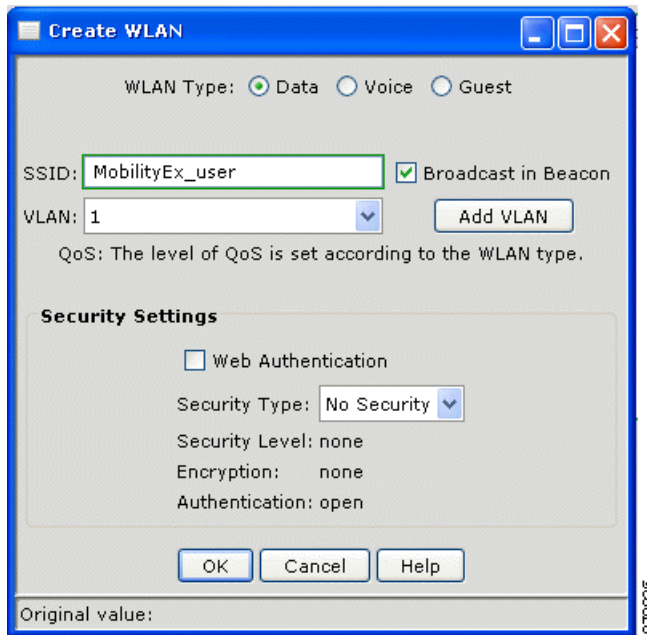 Create WLAN
WLAN Type: Data Voice Guest
SSID: MobilityEx_user Broadcast in Beacon
VLAN: 1 Add VLAN
QoS: The level of QoS is set according to the WLAN type.
Security Settings
Web Authentication
Security Type: No Security
Security Level: none
Encryption: none
Authentication: open
OK Cancel Help
Original value: